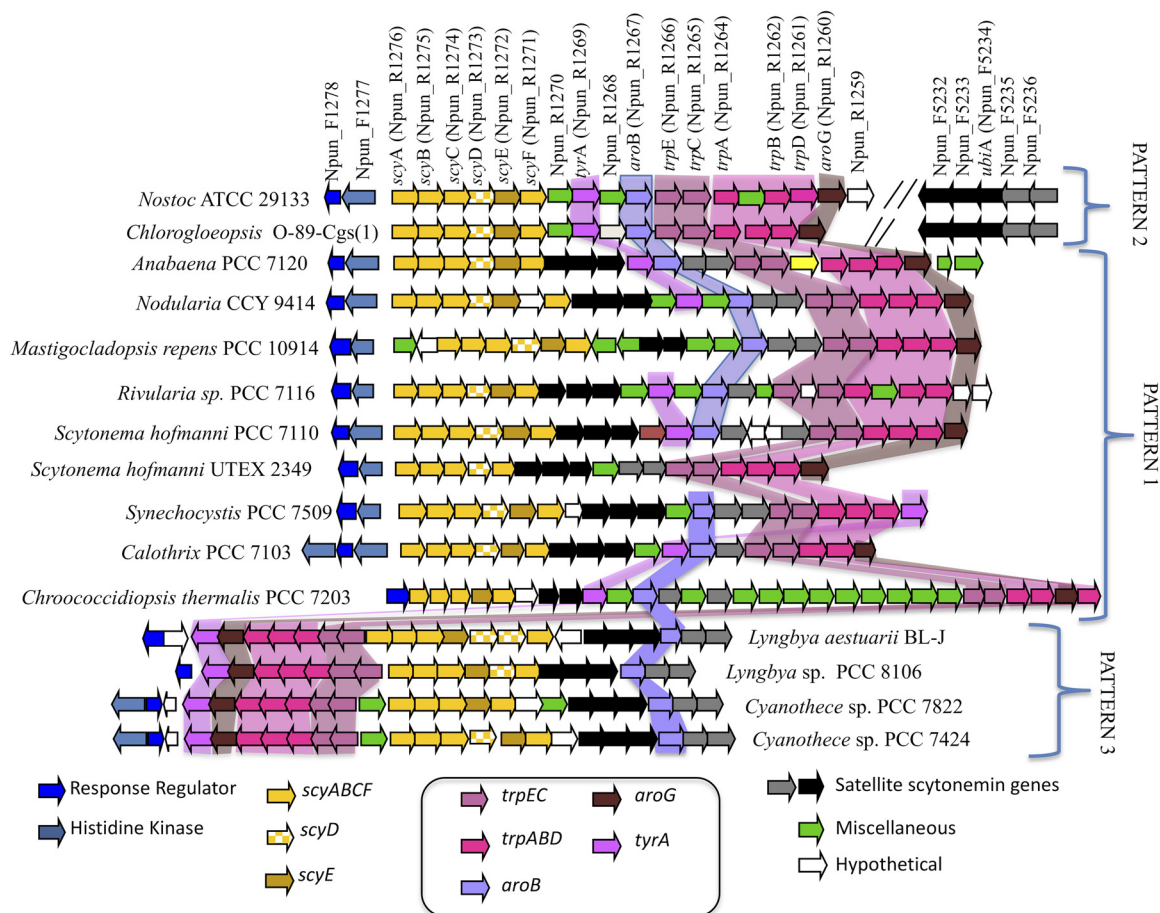 Npun_F1278
Npun_F1277
scyA (Npun_R1276)
scyB (Npun_R1275)
scyC (Npun_R1274)
scyD (Npun_R1273)
scyE (Npun_R1272)
scyF (Npun_R1271)
Npun_R1270
tyrA (Npun_R1269)
Npun_R1268
aroB (Npun_R1267)
trpE (Npun_R1266)
trpC (Npun_R1265)
trpA (Npun_R1264)
trpB (Npun_R1262)
trpD (Npun_R1261)
aroG (Npun_R1260)
Npun_R1259
Npun_F5232
Npun_F5233
ubiA (Npun_F5234)
Npun_F5235
Npun_F5236
Nostoc ATCC 29133
Chlorogloeopsis O-89-Cgs(1)
PATTERN 2
Anabaena PCC 7120
Nodularia CCY 9414
Mastigocladopsis repens PCC 10914
Rivularia sp. PCC 7116
Scytonema hofmanni PCC 7110
Scytonema hofmanni UTEX 2349
Synechocystis PCC 7509
Calothrix PCC 7103
Chroococcidiopsis thermalis PCC 7203
PATTERN 1
Lyngbya aestuarii BL-J
Lyngbya sp. PCC 8106
Cyanothece sp. PCC 7822
Cyanothece sp. PCC 7424
PATTERN 3
Response Regulator
Histidine Kinase
scyABCF
scyD
scyE
trpEC
trpABD
aroB
aroG
tyrA
Satellite scytonemin genes
Miscellaneous
Hypothetical